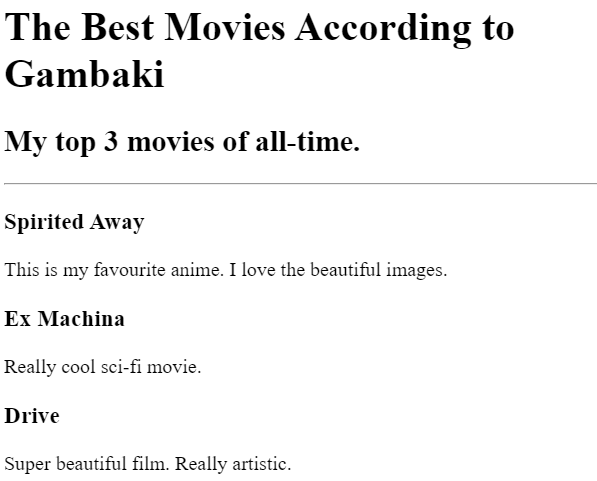 The Best Movies According to
Gambaki
My top 3 movies of all-time.
Spirited Away
This is my favourite anime. I love the beautiful images.
Ex Machina
Really cool sci-fi movie.
Drive
Super beautiful film. Really artistic.